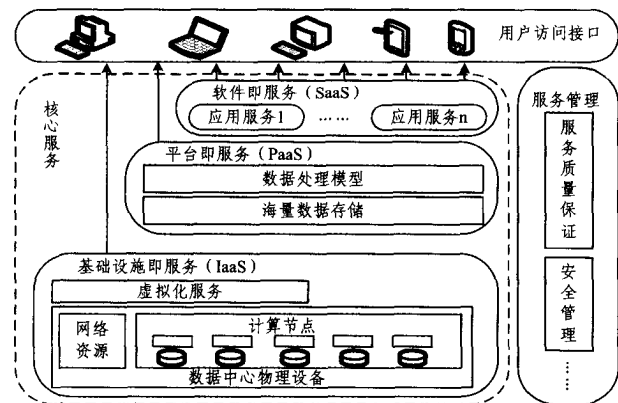 用户访问接口
核心服务
软件即服务（SaaS）
应用服务1
……
应用服务n
平台即服务（PaaS）
数据处理模型
海量数据存储
基础设施即服务（IaaS）
虚拟化服务
网络
资源
计算节点
数据中心物理设备
服务管理
服务质量保证
安全管理
……